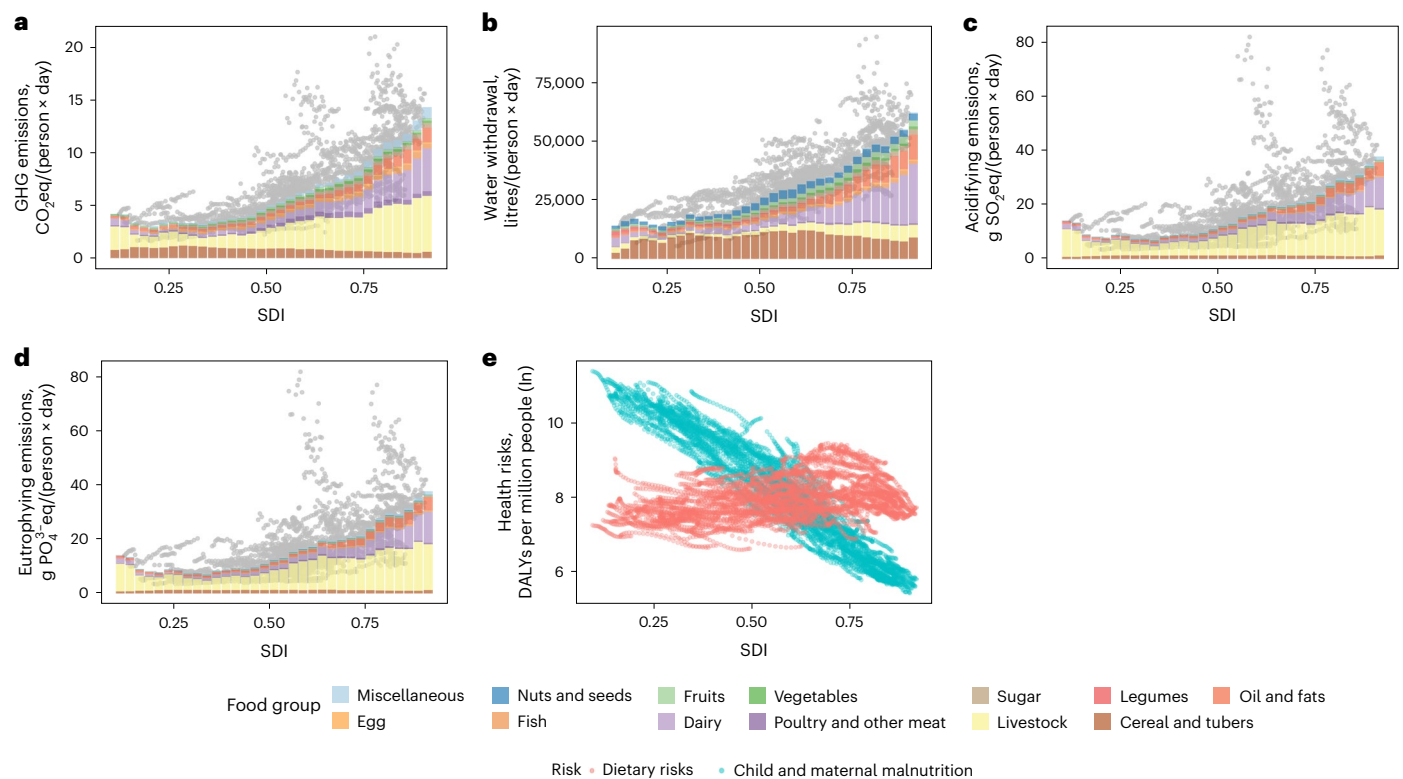 a
GHG emissions,
CO₂eq/(person × day)
20
15
10
5
0
0.25 0.50 0.75
SDI
b
Water withdrawal,
litres/(person × day)
75,000
50,000
25,000
0
0.25 0.50 0.75
SDI
c
Acidifying emissions,
g SO₂eq/(person × day)
80
60
40
20
0
0.25 0.50 0.75
SDI
d
Eutrophying emissions,
g PO₄³⁻eq/(person × day)
80
60
40
20
0
0.25 0.50 0.75
SDI
e
Health risks,
DALYs per million people (ln)
10
8
6
0.25 0.50 0.75
SDI
Food group
Miscellaneous Nuts and seeds Fruits Vegetables Sugar Legumes Oil and fats
Egg Fish Dairy Poultry and other meat Livestock Cereal and tubers
Risk Dietary risks Child and maternal malnutrition